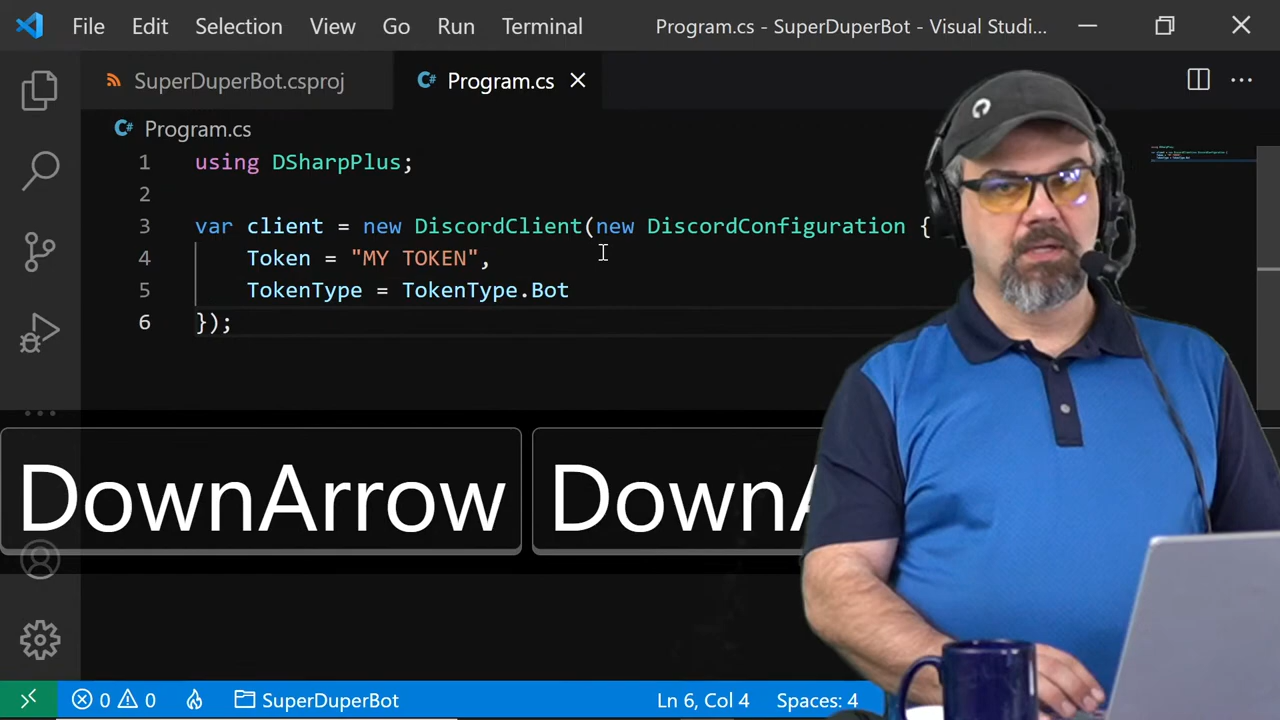 File Edit Selection View Go Run Terminal Program.cs - SuperDuperBot - Visual Studi...
SuperDuperBot.csproj Program.cs
Program.cs
1 using DSharpPlus;
2
3 var client = new DiscordClient(new DiscordConfiguration {
4 Token = "MY TOKEN",
5 TokenType = TokenType.Bot
6 });
DownArrow DownA
0 0 SuperDuperBot Ln 6, Col 4 Spaces: 4